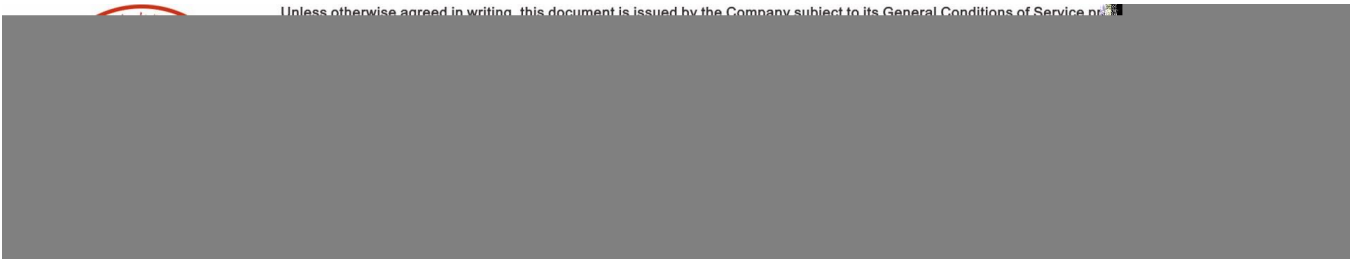 Unless otherwise agreed in writing, this document is issued by the Company subject to its General Conditions of Service